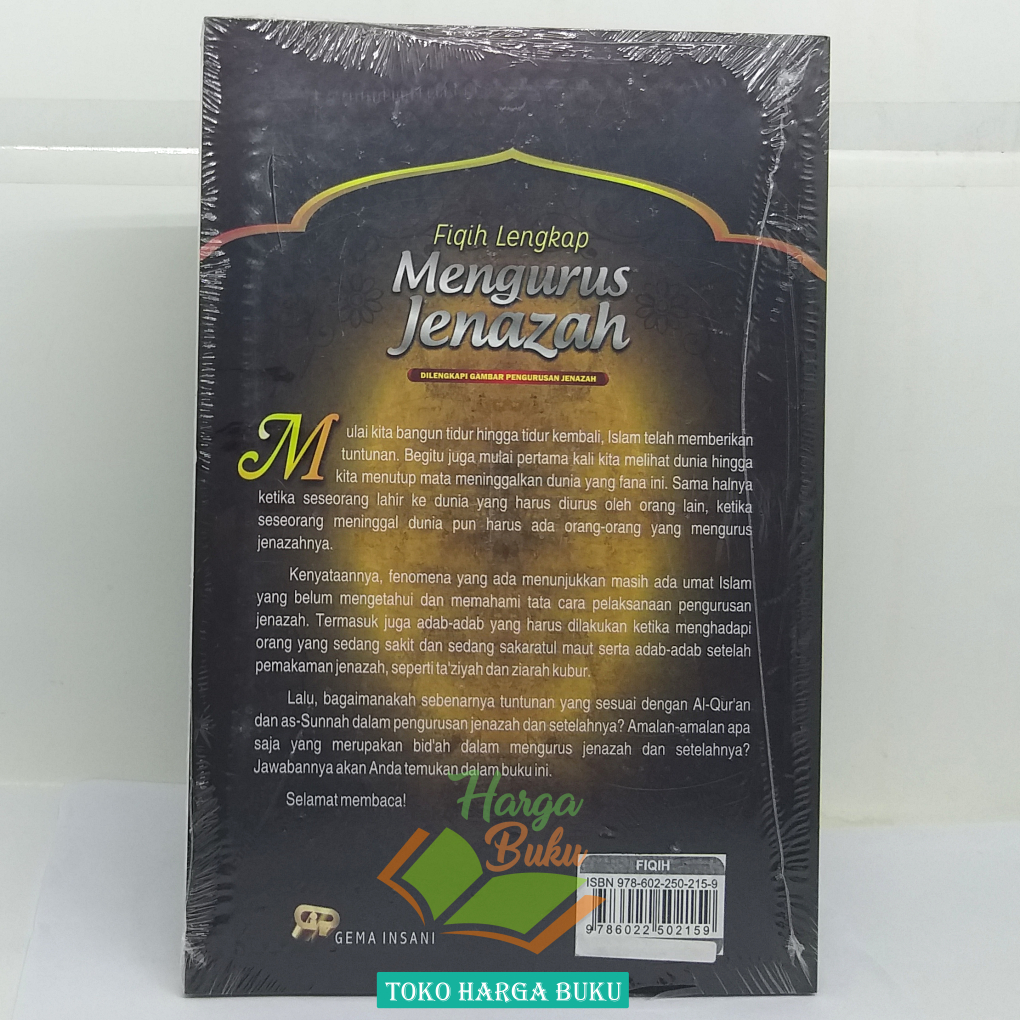 Fiqih Lengkap
Mengurus
Jenazah
DILENGKAPI GAMBAR PENGURUSAN JENAZAH
Mulai kita bangun tidur hingga tidur kembali, Islam telah memberikan
tuntunan. Begitu juga mulai pertama kali kita melihat dunia hingga
kita menutup mata meninggalkan dunia yang fana ini. Sama halnya
ketika seseorang lahir ke dunia yang harus diurus oleh orang lain, ketika
seseorang meninggal dunia pun harus ada orang-orang yang mengurus
jenazahnya.
Kenyataannya, fenomena yang ada menunjukkan masih ada umat Islam
yang belum mengetahui dan memahami tata cara pelaksanaan pengurusan
jenazah. Termasuk juga adab-adab yang harus dilakukan ketika menghadapi
orang yang sedang sakit dan sedang sakaratul maut serta adab-adab setelah
pemakaman jenazah, seperti ta'ziyah dan ziarah kubur.
Lalu, bagaimanakah sebenarnya tuntunan yang sesuai dengan Al-Qur'an
dan as-Sunnah dalam pengurusan jenazah dan setelahnya? Amalan-amalan apa
saja yang merupakan bid'ah dalam mengurus jenazah dan setelahnya?
Jawabannya akan Anda temukan dalam buku ini.
Selamat membaca!
Harga
Buku
FIQIH
ISBN 978-602-250-215-9
9 786022 502159
GEMA INSANI
TOKO HARGA BUKU